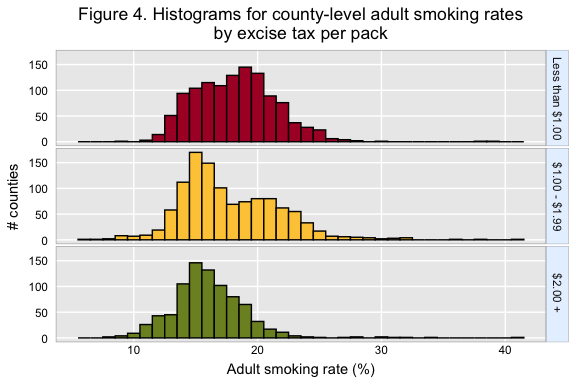 Figure 4. Histograms for county-level adult smoking rates
by excise tax per pack
# counties
150
100
50
0
Less than $1.00
150
100
50
0
$1.00 - $1.99
150
100
50
0
$2.00 +
10 20 30 40
Adult smoking rate (%)